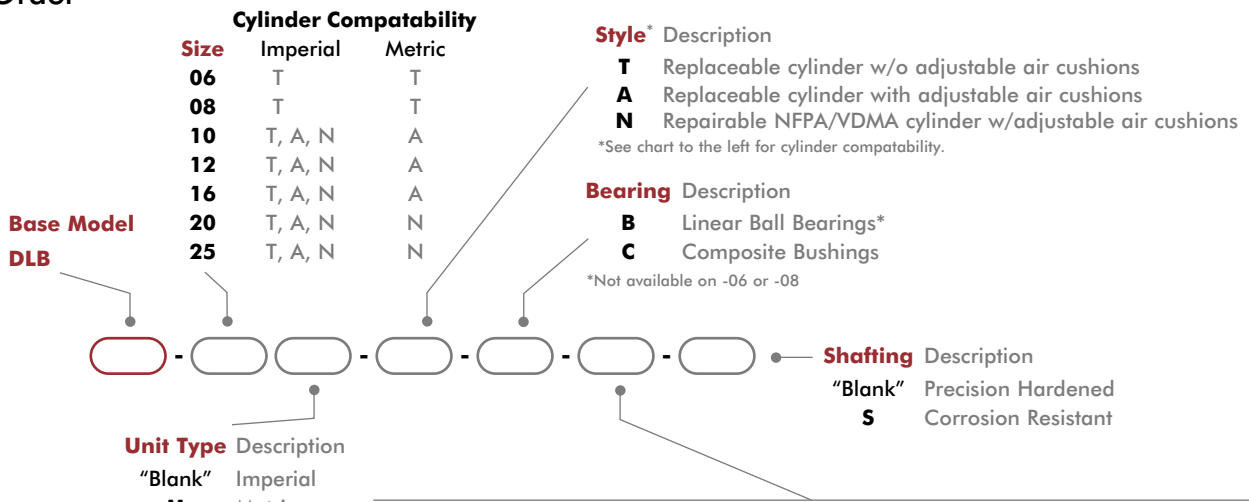 Cylinder Compatability
Size Imperial Metric
06 T T
08 T T
10 T, A, N A
12 T, A, N A
16 T, A, N A
20 T, A, N N
25 T, A, N N
Style* Description
T Replaceable cylinder w/o adjustable air cushions
A Replaceable cylinder with adjustable air cushions
N Repairable NFPA/VDMA cylinder w/adjustable air cushions
*See chart to the left for cylinder compatability.
Bearing Description
B Linear Ball Bearings*
C Composite Bushings
*Not available on -06 or -08
Base Model
DLB
- - - - -
Shafting Description
"Blank" Precision Hardened
S Corrosion Resistant
Unit Type Description
"Blank" Imperial